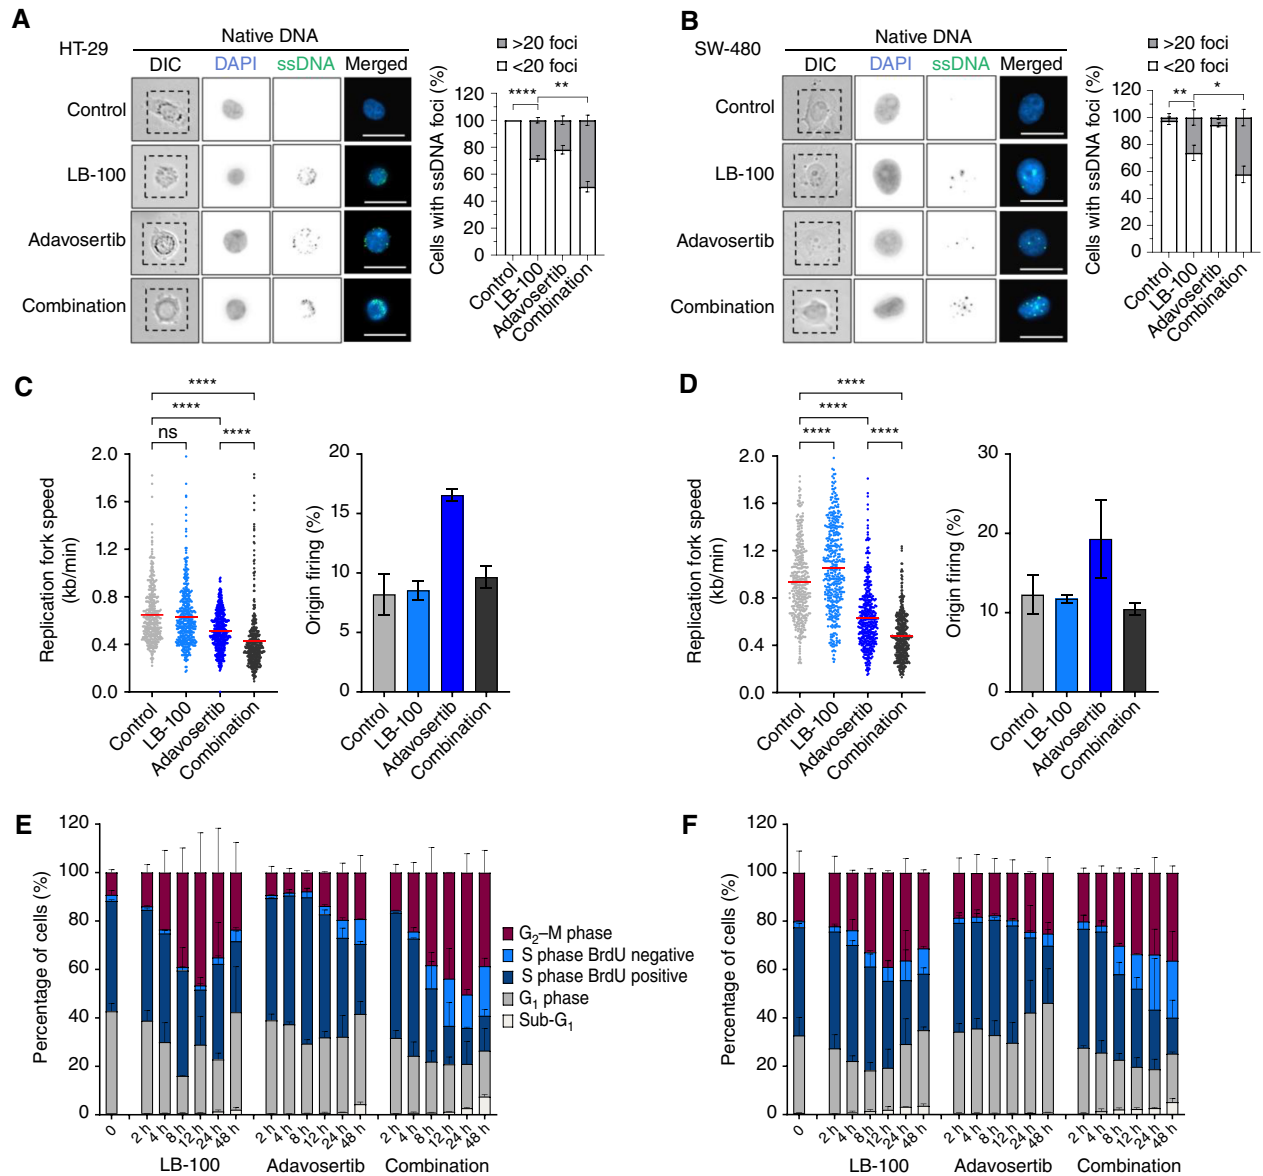 A
HT-29
Native DNA
DIC DAPI ssDNA Merged
Control
LB-100
Adavosertib
Combination
>20 foci
<20 foci
Cells with ssDNA foci (%)
120
100
80
60
40
20
0
**** **
Control
LB-100
Adavosertib
Combination
B
SW-480
Native DNA
DIC DAPI ssDNA Merged
Control
LB-100
Adavosertib
Combination
>20 foci
<20 foci
Cells with ssDNA foci (%)
120
100
80
60
40
20
0
** *
Control
LB-100
Adavosertib
Combination
C
****
****
ns ****
Replication fork speed
(kb/min)
2.0
1.6
1.2
0.8
0.4
0.0
Control
LB-100
Adavosertib
Combination
Origin firing (%)
20
15
10
5
0
Control
LB-100
Adavosertib
Combination
D
****
****
**** ****
Replication fork speed
(kb/min)
2.0
1.6
1.2
0.8
0.4
0.0
Control
LB-100
Adavosertib
Combination
Origin firing (%)
30
20
10
0
Control
LB-100
Adavosertib
Combination
E
Percentage of cells (%)
120
100
80
60
40
20
0
0 2 h 4 h 8 h 12 h 24 h 48 h 2 h 4 h 8 h 12 h 24 h 48 h 2 h 4 h 8 h 12 h 24 h 48 h
LB-100 Adavosertib Combination
G₂–M phase
S phase BrdU negative
S phase BrdU positive
G₁ phase
Sub-G₁
F
Percentage of cells (%)
120
100
80
60
40
20
0
0 2 h 4 h 8 h 12 h 24 h 48 h 2 h 4 h 8 h 12 h 24 h 48 h 2 h 4 h 8 h 12 h 24 h 48 h
LB-100 Adavosertib Combination